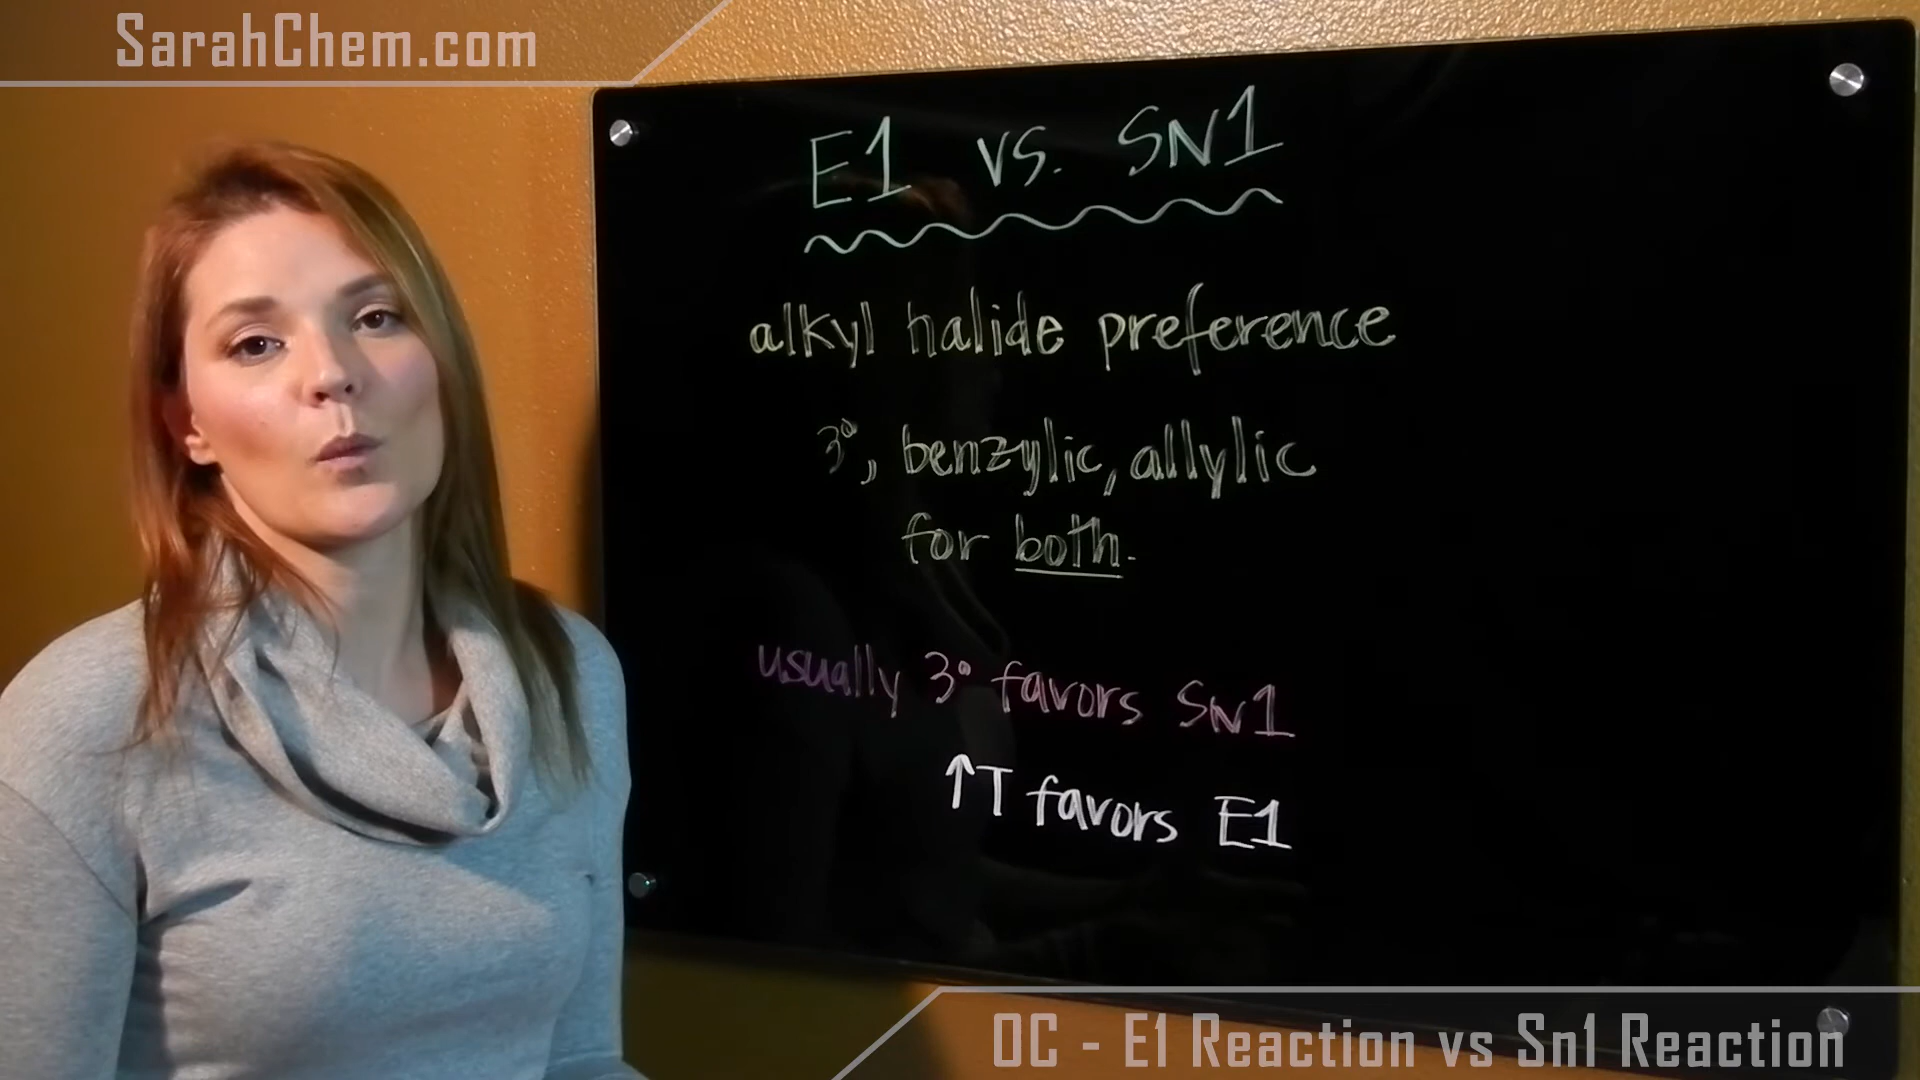 SarahChem.com
E1 vs. SN1
alkyl halide preference
3°, benzylic, allylic
for both.
usually 3° favors SN1
↑T favors E1
OC - E1 Reaction vs Sn1 Reaction